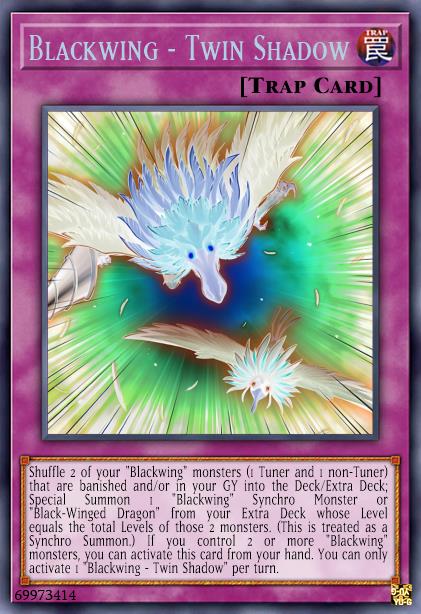 Blackwing - Twin Shadow
TRAP
罠
[Trap Card]
Shuffle 2 of your "Blackwing" monsters (1 Tuner and 1 non-Tuner)
that are banished and/or in your GY into the Deck/Extra Deck;
Special Summon 1 "Blackwing" Synchro Monster or
"Black-Winged Dragon" from your Extra Deck whose Level
equals the total Levels of those 2 monsters. (This is treated as a
Synchro Summon.) If you control 2 or more "Blackwing"
monsters, you can activate this card from your hand. You can only
activate 1 "Blackwing - Twin Shadow" per turn.
69973414